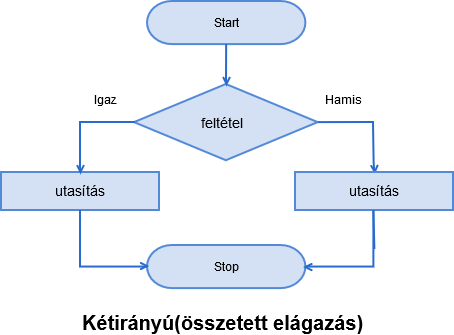 Start
Igaz
Hamis
feltétel
utasítás
utasítás
Stop
Kétirányú(összetett elágazás)